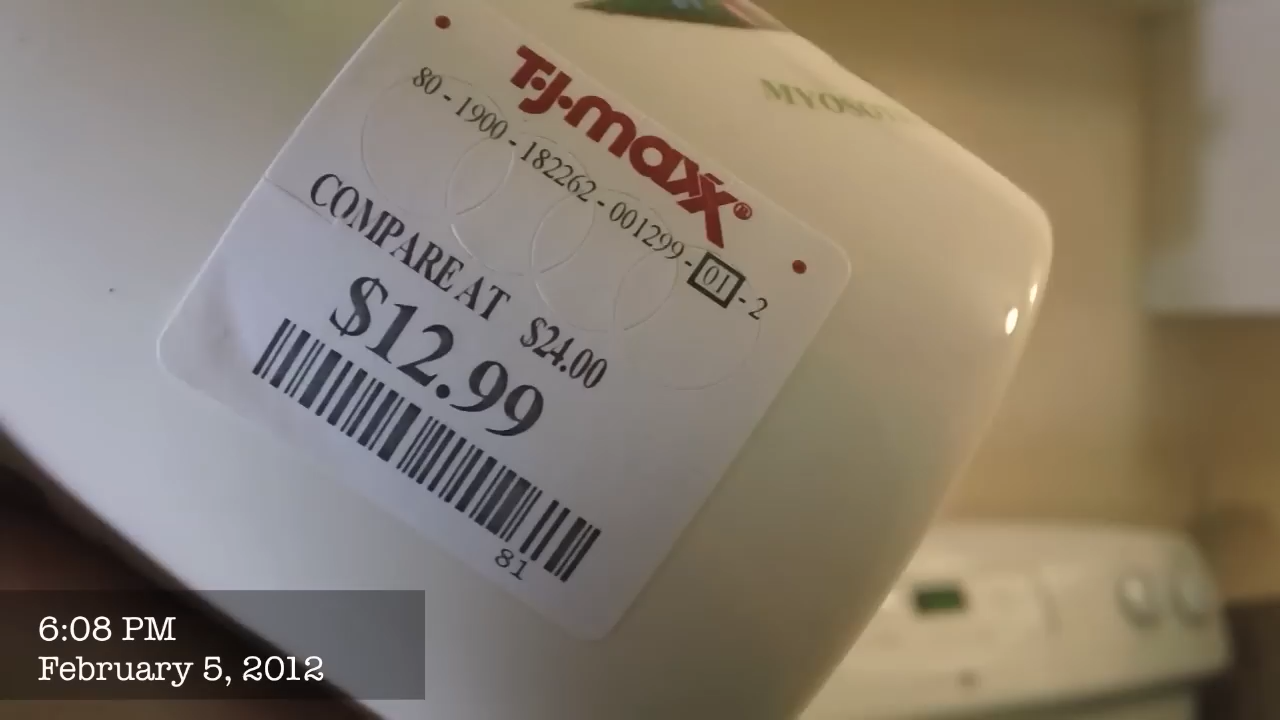 T·J·maxx®
80 - 1900 - 182262 - 001299 - 01 - 2
COMPARE AT $24.00
$12.99
81
6:08 PM
February 5, 2012